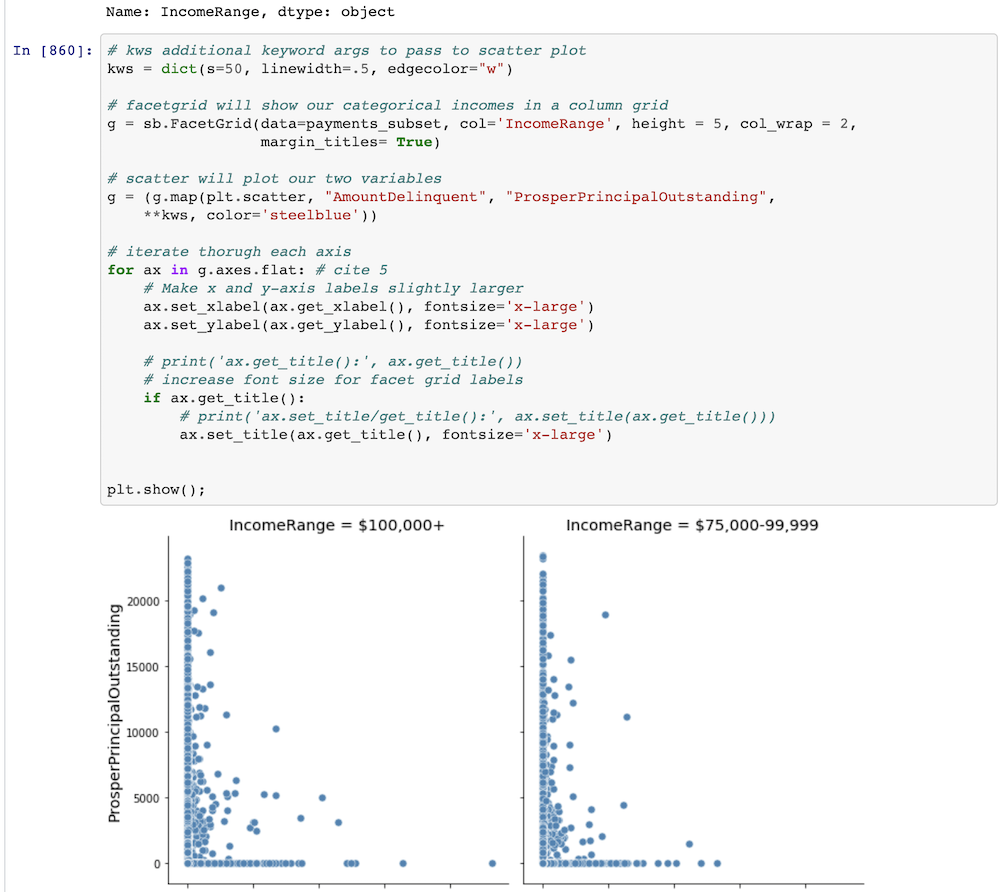 Name: IncomeRange, dtype: object
In [860]: # kws additional keyword args to pass to scatter plot
kws = dict(s=50, linewidth=.5, edgecolor="w")
# facetgrid will show our categorical incomes in a column grid
g = sb.FacetGrid(data=payments_subset, col='IncomeRange', height = 5, col_wrap = 2,
margin_titles= True)
# scatter will plot our two variables
g = (g.map(plt.scatter, "AmountDelinquent", "ProsperPrincipalOutstanding",
**kws, color='steelblue'))
# iterate thorugh each axis
for ax in g.axes.flat: # cite 5
# Make x and y-axis labels slightly larger
ax.set_xlabel(ax.get_xlabel(), fontsize='x-large')
ax.set_ylabel(ax.get_ylabel(), fontsize='x-large')
# print('ax.get_title():', ax.get_title())
# increase font size for facet grid labels
if ax.get_title():
# print('ax.set_title/get_title():', ax.set_title(ax.get_title()))
ax.set_title(ax.get_title(), fontsize='x-large')
plt.show();
IncomeRange = $100,000+
IncomeRange = $75,000-99,999
ProsperPrincipalOutstanding
20000
15000
10000
5000
0